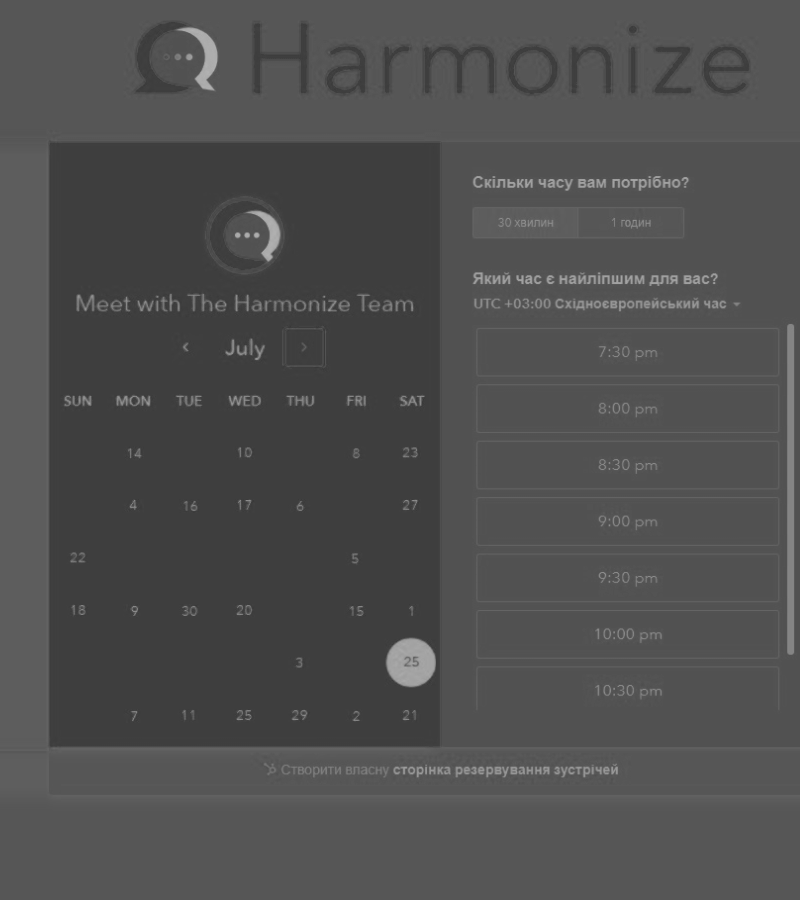 Harmonize
Meet with The Harmonize Team
July
SUN MON TUE WED THU FRI SAT
14 10 8 23
4 16 17 6 27
22 5
18 9 30 20 15 1
3 25
7 11 25 29 2 21
Скільки часу вам потрібно?
30 хвилин 1 годин
Який час є найліпшим для вас?
UTC +03:00 Східноєвропейський час
7:30 pm
8:00 pm
8:30 pm
9:00 pm
9:30 pm
10:00 pm
10:30 pm
Створити власну сторінка резервування зустрічей